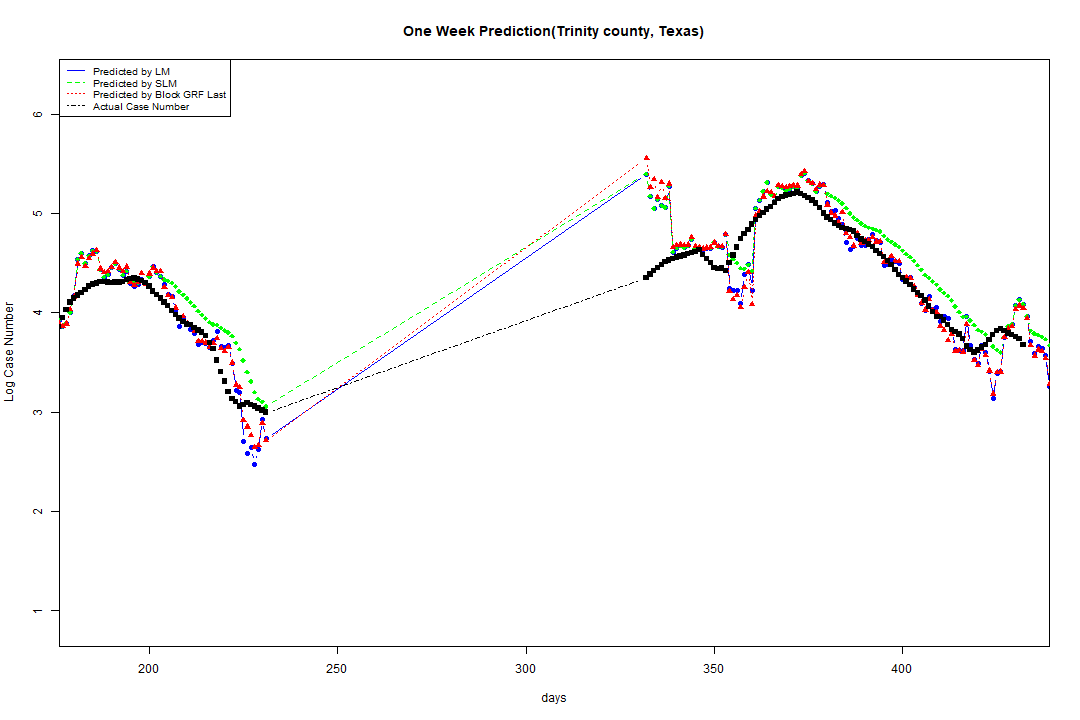 One Week Prediction(Trinity county, Texas)
Predicted by LM
Predicted by SLM
Predicted by Block GRF Last
Actual Case Number
6
5
4
3
2
1
Log Case Number
200 250 300 350 400
days